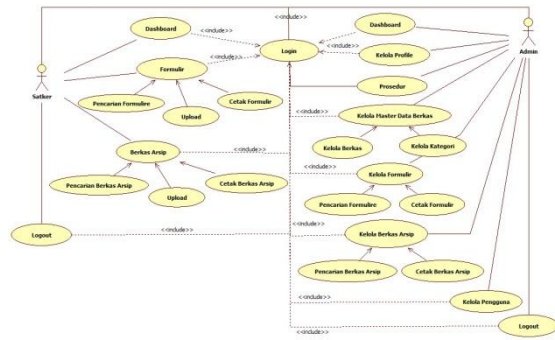 <<include>>
Dashboard
Dashboard
<<include>>
<<include>>
Login
Admin
<<include>>
Kelola Profile
Formulir
<<include>>
Satker
Prosedur
Pencarian Formulire
Cetak Formulir
Upload
<<include>>
Kelola Master Data Berkas
Kelola Berkas
Kelola Kategori
Berkas Arsip
<<include>>
<<include>>
Kelola Formulir
Pencarian Berkas Arsip
Cetak Berkas Arsip
Upload
Pencarian Formulire
Cetak Formulir
Logout
<<include>>
<<include>>
Kelola Berkas Arsip
Pencarian Berkas Arsip
Cetak Berkas Arsip
<<include>>
Kelola Pengguna
<<include>>
Logout